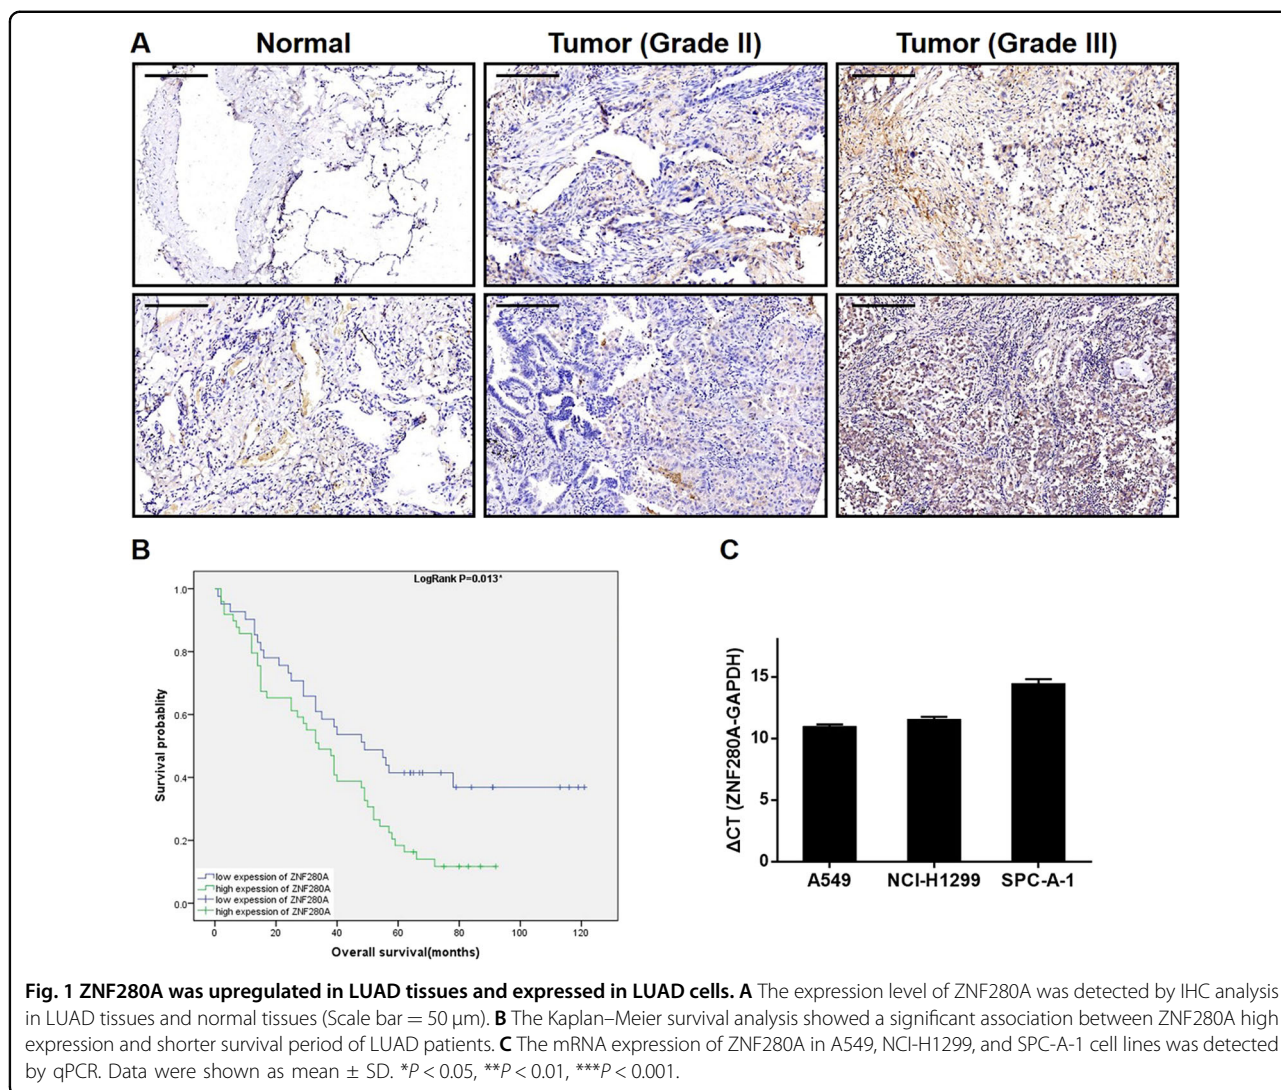 A
Normal
Tumor (Grade II)
Tumor (Grade III)
B
LogRank P=0.013*
1.0
0.8
0.6
0.4
0.2
0.0
Survival probablity
low expession of ZNF280A
high expession of ZNF280A
low expession of ZNF280A
high expession of ZNF280A
0 20 40 60 80 100 120
Overall survival(months)
C
ΔCT (ZNF280A-GAPDH)
15
10
5
0
A549 NCI-H1299 SPC-A-1
Fig. 1 ZNF280A was upregulated in LUAD tissues and expressed in LUAD cells. A The expression level of ZNF280A was detected by IHC analysis
in LUAD tissues and normal tissues (Scale bar = 50 μm). B The Kaplan–Meier survival analysis showed a significant association between ZNF280A high
expression and shorter survival period of LUAD patients. C The mRNA expression of ZNF280A in A549, NCI-H1299, and SPC-A-1 cell lines was detected
by qPCR. Data were shown as mean ± SD. *P < 0.05, **P < 0.01, ***P < 0.001.